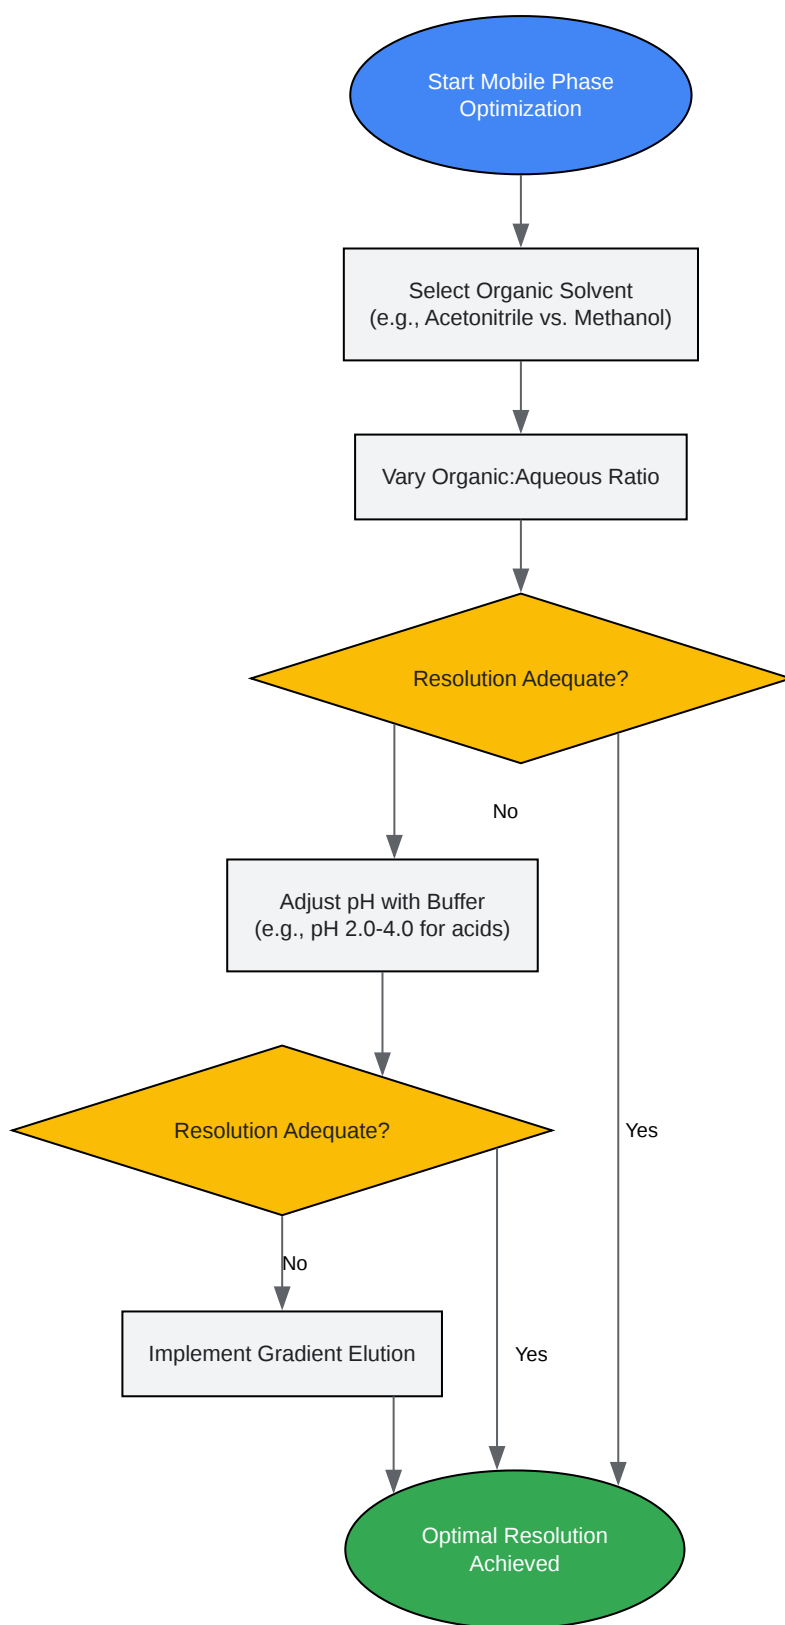 Start Mobile Phase
Optimization
Select Organic Solvent
(e.g., Acetonitrile vs. Methanol)
Vary Organic:Aqueous Ratio
Resolution Adequate?
No
Adjust pH with Buffer
(e.g., pH 2.0-4.0 for acids)
Resolution Adequate?
Yes
No
Implement Gradient Elution
Yes
Optimal Resolution
Achieved